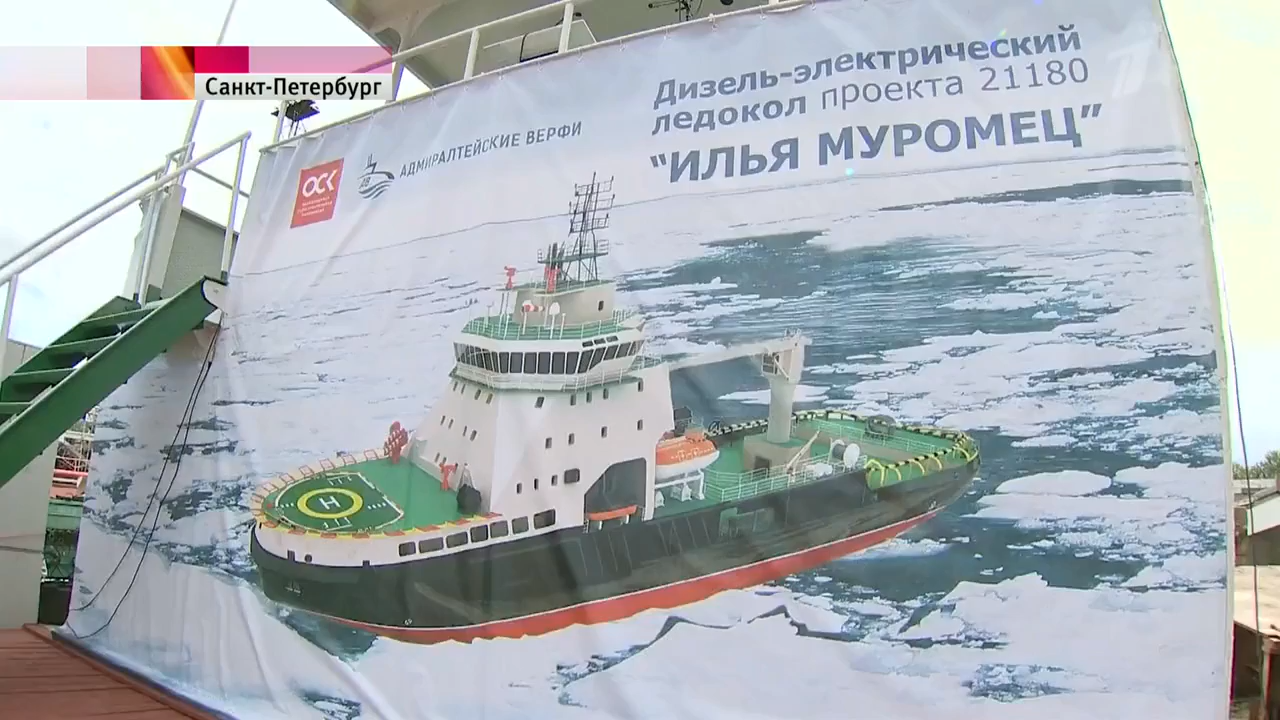 Санкт-Петербург
Дизель-электрический
ледокол проекта 21180
"ИЛЬЯ МУРОМЕЦ"
АДМИРАЛТЕЙСКИЕ ВЕРФИ
ОСК
H